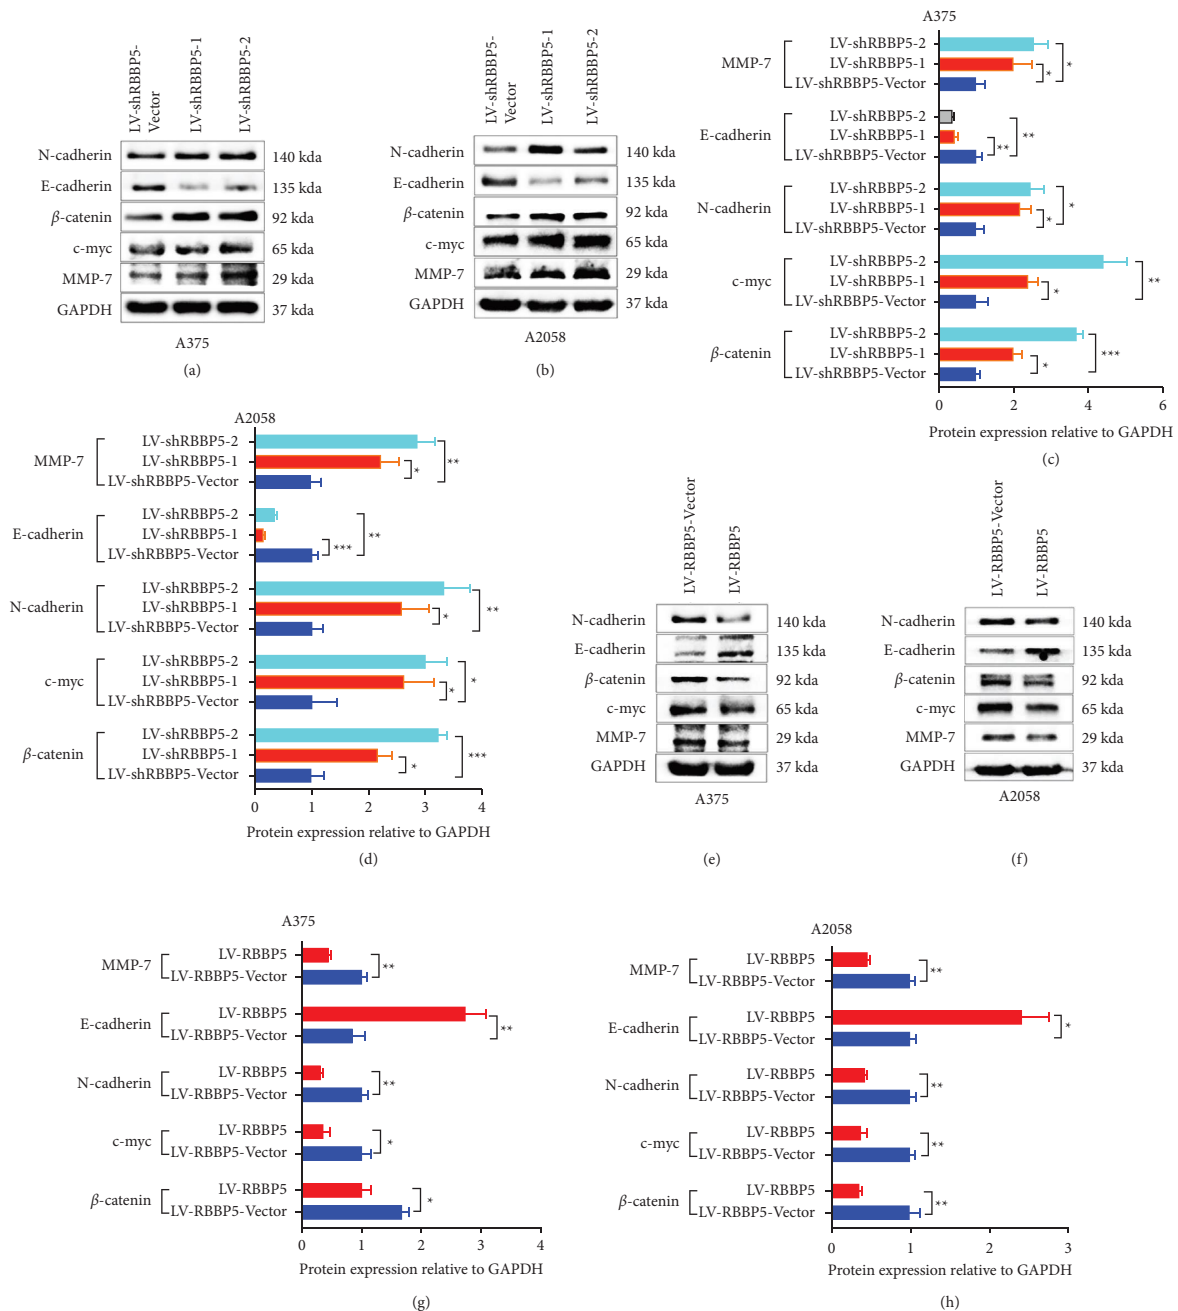 LV-shRBBP5-
Vector
LV-shRBBP5-1
LV-shRBBP5-2
N-cadherin 140 kda
E-cadherin 135 kda
β-catenin 92 kda
c-myc 65 kda
MMP-7 29 kda
GAPDH 37 kda
A375
(a)
LV-shRBBP5-
Vector
LV-shRBBP5-1
LV-shRBBP5-2
N-cadherin 140 kda
E-cadherin 135 kda
β-catenin 92 kda
c-myc 65 kda
MMP-7 29 kda
GAPDH 37 kda
A2058
(b)
A375
LV-shRBBP5-2
MMP-7 LV-shRBBP5-1 * *
LV-shRBBP5-Vector
LV-shRBBP5-2
E-cadherin LV-shRBBP5-1 ** **
LV-shRBBP5-Vector
LV-shRBBP5-2
N-cadherin LV-shRBBP5-1 * *
LV-shRBBP5-Vector
LV-shRBBP5-2
c-myc LV-shRBBP5-1 * **
LV-shRBBP5-Vector
LV-shRBBP5-2
β-catenin LV-shRBBP5-1 * ***
LV-shRBBP5-Vector
0 2 4 6
Protein expression relative to GAPDH
(c)
A2058
LV-shRBBP5-2
MMP-7 LV-shRBBP5-1 * **
LV-shRBBP5-Vector
LV-shRBBP5-2
E-cadherin LV-shRBBP5-1 *** **
LV-shRBBP5-Vector
LV-shRBBP5-2
N-cadherin LV-shRBBP5-1 * **
LV-shRBBP5-Vector
LV-shRBBP5-2
c-myc LV-shRBBP5-1 * *
LV-shRBBP5-Vector
LV-shRBBP5-2
β-catenin LV-shRBBP5-1 * ***
LV-shRBBP5-Vector
0 1 2 3 4
Protein expression relative to GAPDH
(d)
LV-RBBP5-Vector
LV-RBBP5
N-cadherin 140 kda
E-cadherin 135 kda
β-catenin 92 kda
c-myc 65 kda
MMP-7 29 kda
GAPDH 37 kda
A375
(e)
LV-RBBP5-Vector
LV-RBBP5
N-cadherin 140 kda
E-cadherin 135 kda
β-catenin 92 kda
c-myc 65 kda
MMP-7 29 kda
GAPDH 37 kda
A2058
(f)
A375
MMP-7 LV-RBBP5 **
LV-RBBP5-Vector
E-cadherin LV-RBBP5 **
LV-RBBP5-Vector
N-cadherin LV-RBBP5 **
LV-RBBP5-Vector
c-myc LV-RBBP5 *
LV-RBBP5-Vector
β-catenin LV-RBBP5 *
LV-RBBP5-Vector
0 1 2 3 4
Protein expression relative to GAPDH
(g)
A2058
MMP-7 LV-RBBP5 **
LV-RBBP5-Vector
E-cadherin LV-RBBP5 *
LV-RBBP5-Vector
N-cadherin LV-RBBP5 **
LV-RBBP5-Vector
c-myc LV-RBBP5 **
LV-RBBP5-Vector
β-catenin LV-RBBP5 **
LV-RBBP5-Vector
0 1 2 3
Protein expression relative to GAPDH
(h)